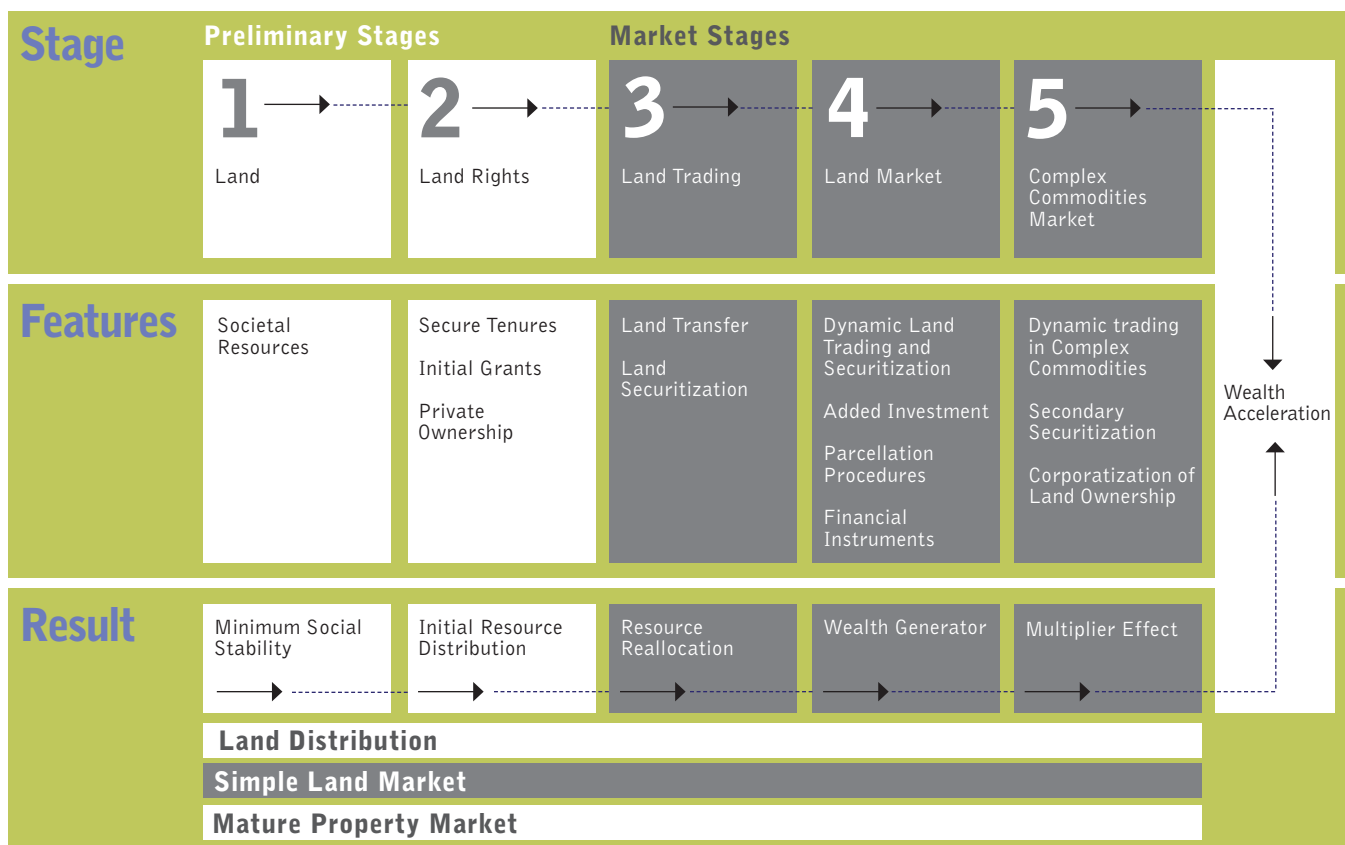 Stage
Preliminary Stages
Market Stages
1
2
3
4
5
Land
Land Rights
Land Trading
Land Market
Complex
Commodities
Market
Features
Societal
Resources
Secure Tenures
Initial Grants
Private
Ownership
Land Transfer
Land
Securitization
Dynamic Land
Trading and
Securitization
Added Investment
Parcellation
Procedures
Financial
Instruments
Dynamic trading
in Complex
Commodities
Secondary
Securitization
Corporatization of
Land Ownership
Wealth
Acceleration
Result
Minimum Social
Stability
Initial Resource
Distribution
Resource
Reallocation
Wealth Generator
Multiplier Effect
Land Distribution
Simple Land Market
Mature Property Market